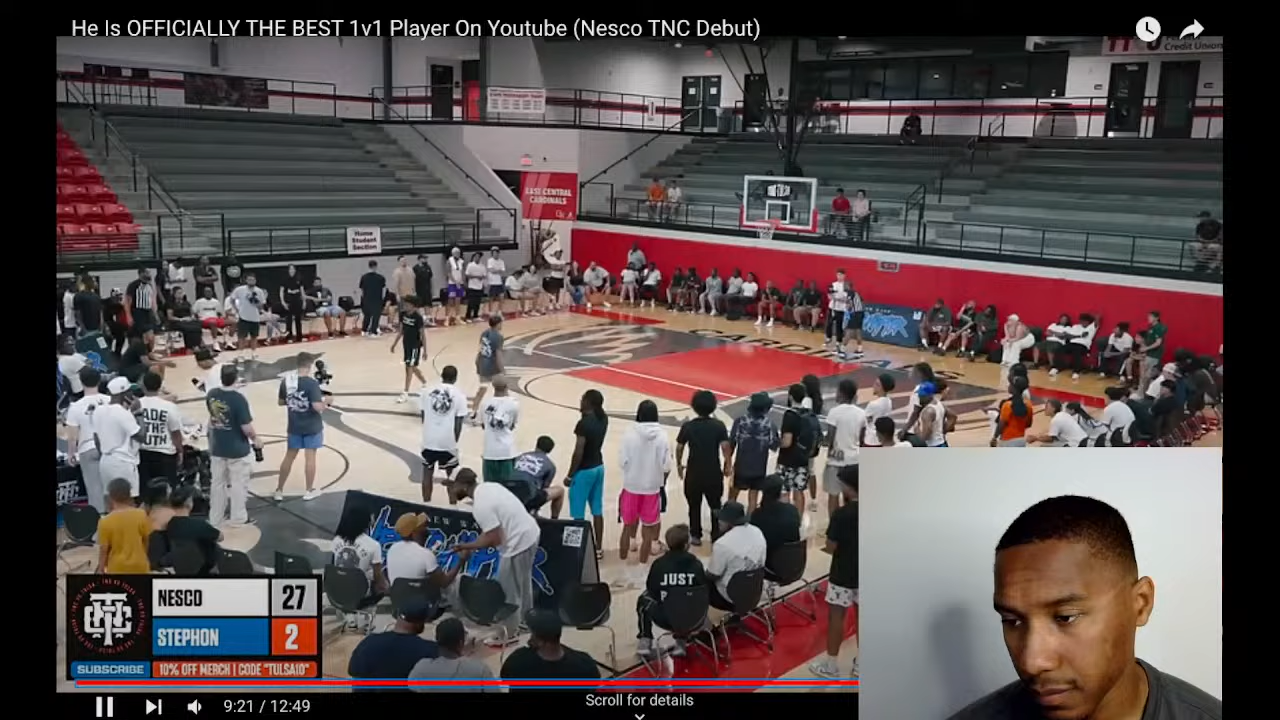 He Is OFFICIALLY THE BEST 1v1 Player On Youtube (Nesco TNC Debut)
Credit Union
EAST CENTRAL
CARDINALS
Home
Student
Section
CARDINALS
ADE
THE
UTH
JUST
NESCO 27
STEPHON 2
SUBSCRIBE 10% OFF MERCH | CODE "TULSA10"
9:21 / 12:49
Scroll for details